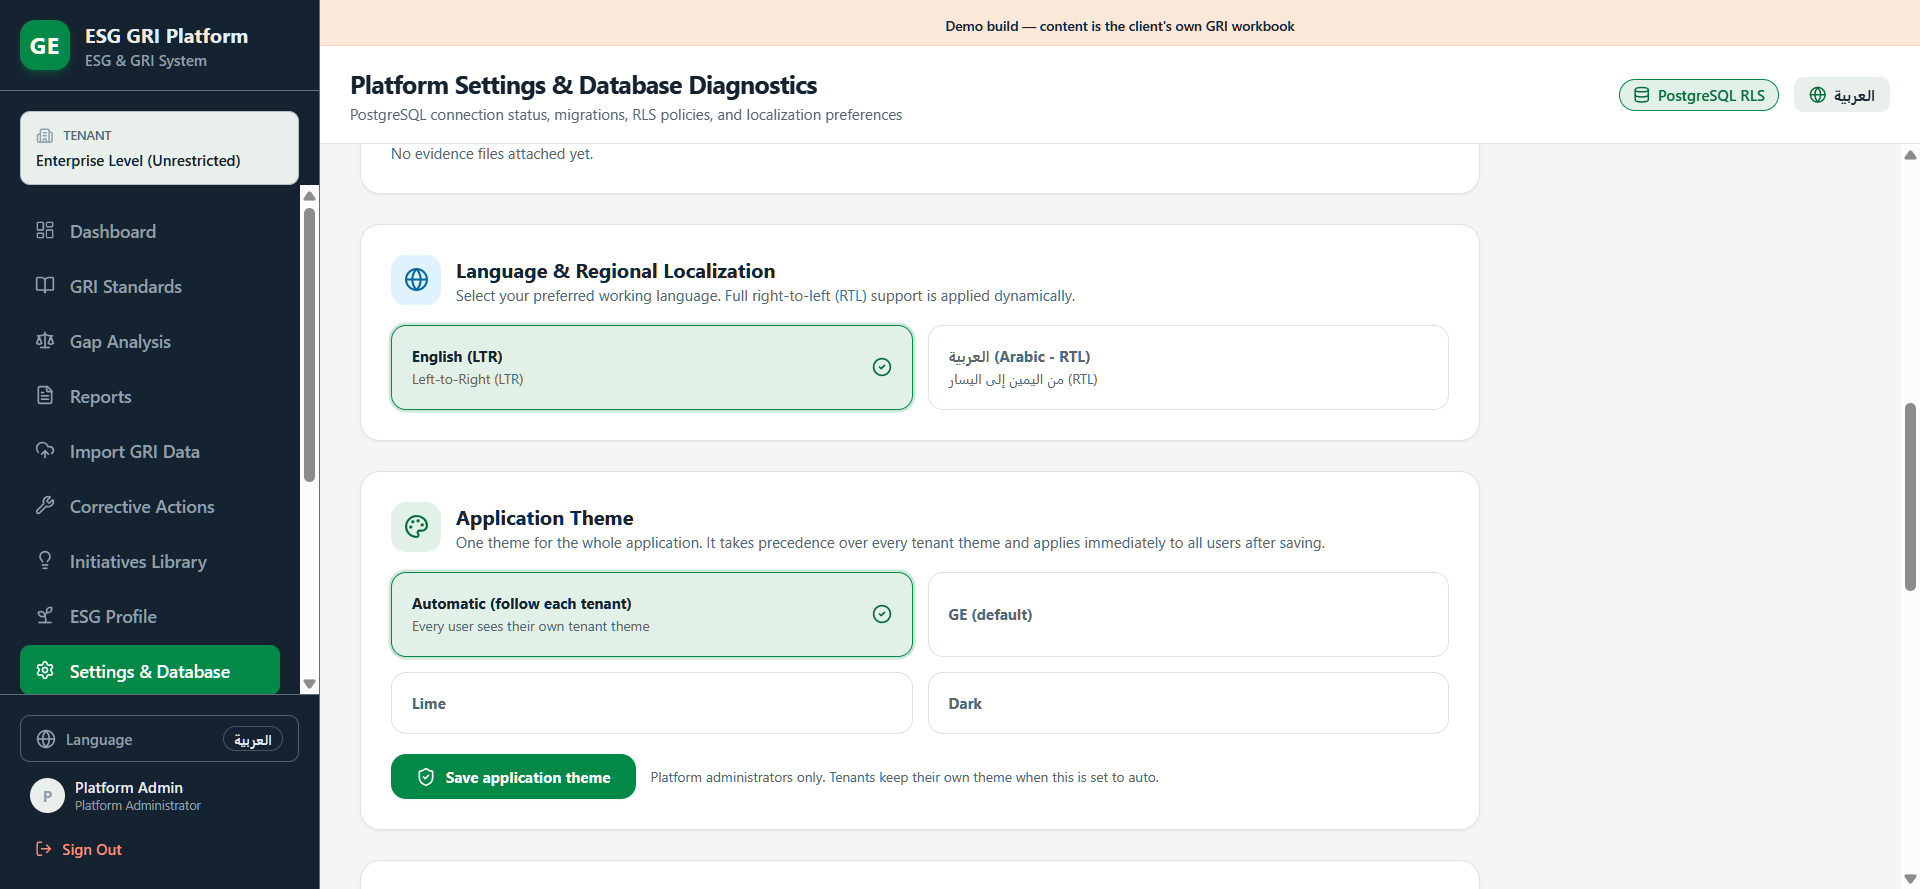 GE
ESG GRI Platform
ESG & GRI System
TENANT
Enterprise Level (Unrestricted)
Dashboard
GRI Standards
Gap Analysis
Reports
Import GRI Data
Corrective Actions
Initiatives Library
ESG Profile
Settings & Database
Language
العربية
P
Platform Admin
Platform Administrator
Sign Out
Demo build — content is the client's own GRI workbook
Platform Settings & Database Diagnostics
PostgreSQL connection status, migrations, RLS policies, and localization preferences
PostgreSQL RLS
العربية
No evidence files attached yet.
Language & Regional Localization
Select your preferred working language. Full right-to-left (RTL) support is applied dynamically.
English (LTR)
Left-to-Right (LTR)
العربية (Arabic - RTL)
من اليمين إلى اليسار (RTL)
Application Theme
One theme for the whole application. It takes precedence over every tenant theme and applies immediately to all users after saving.
Automatic (follow each tenant)
Every user sees their own tenant theme
GE (default)
Lime
Dark
Save application theme
Platform administrators only. Tenants keep their own theme when this is set to auto.